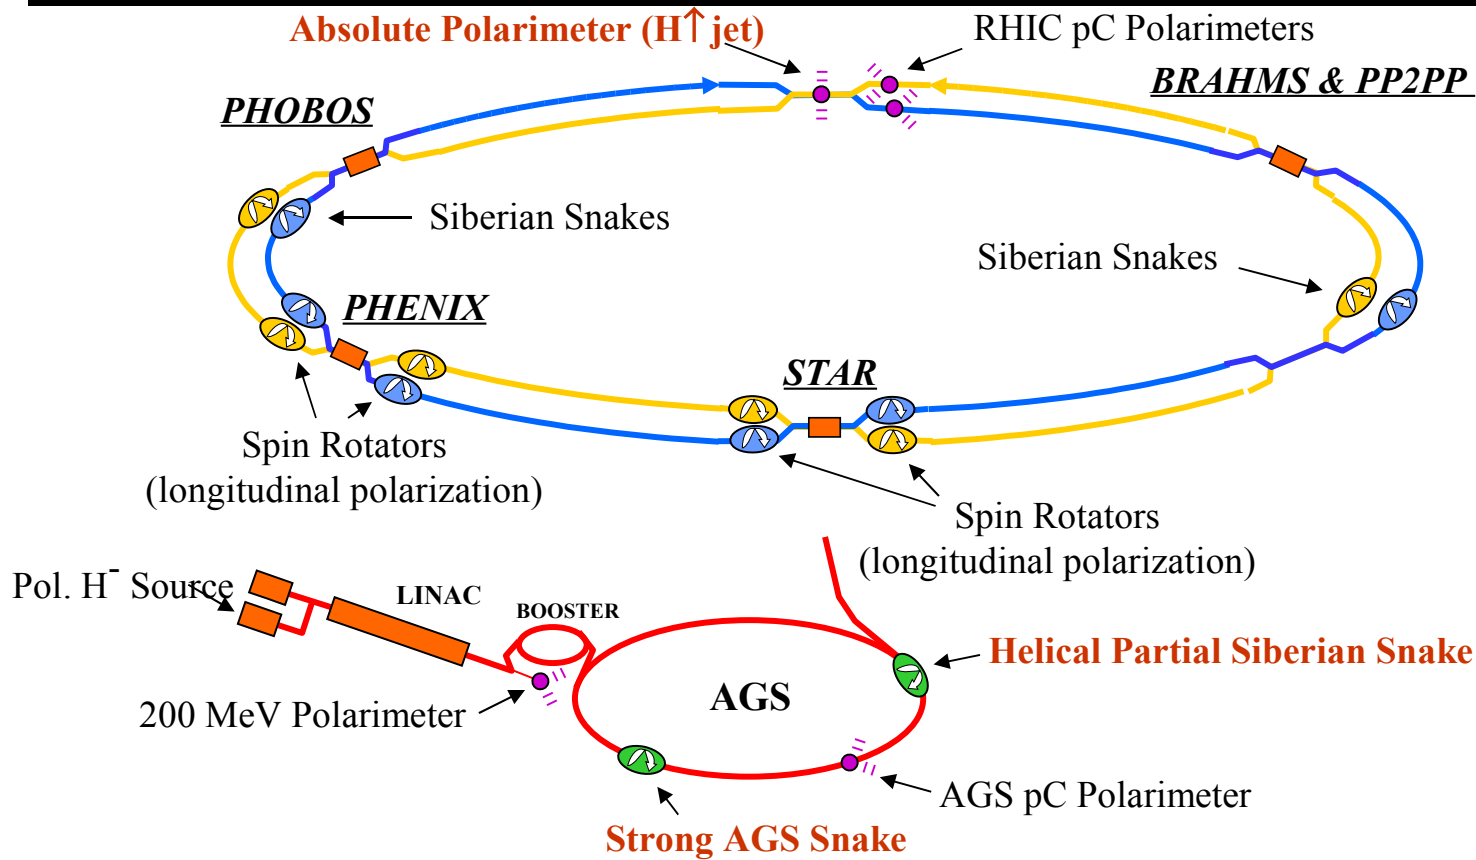 Absolute Polarimeter (H↑ jet)
RHIC pC Polarimeters
BRAHMS & PP2PP
PHOBOS
Siberian Snakes
Siberian Snakes
PHENIX
STAR
Spin Rotators
(longitudinal polarization)
Spin Rotators
(longitudinal polarization)
Pol. H⁻ Source
LINAC
BOOSTER
Helical Partial Siberian Snake
AGS
200 MeV Polarimeter
AGS pC Polarimeter
Strong AGS Snake